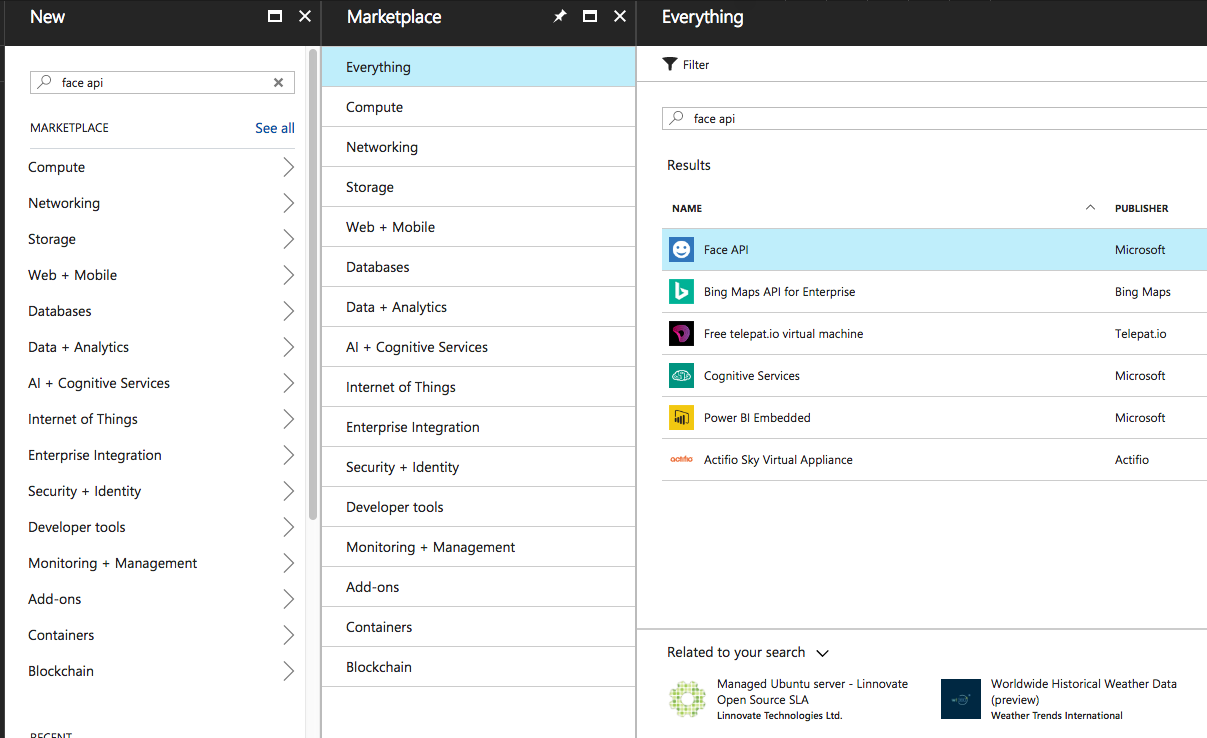 New
face api
MARKETPLACE
See all
Compute
Networking
Storage
Web + Mobile
Databases
Data + Analytics
AI + Cognitive Services
Internet of Things
Enterprise Integration
Security + Identity
Developer tools
Monitoring + Management
Add-ons
Containers
Blockchain
RECENT
Marketplace
Everything
Compute
Networking
Storage
Web + Mobile
Databases
Data + Analytics
AI + Cognitive Services
Internet of Things
Enterprise Integration
Security + Identity
Developer tools
Monitoring + Management
Add-ons
Containers
Blockchain
Everything
Filter
face api
Results
NAME PUBLISHER
Face API Microsoft
Bing Maps API for Enterprise Bing Maps
Free telepat.io virtual machine Telepat.io
Cognitive Services Microsoft
Power BI Embedded Microsoft
actifio Actifio Sky Virtual Appliance Actifio
Related to your search
Managed Ubuntu server - Linnovate
Open Source SLA
Linnovate Technologies Ltd.
Worldwide Historical Weather Data
(preview)
Weather Trends International